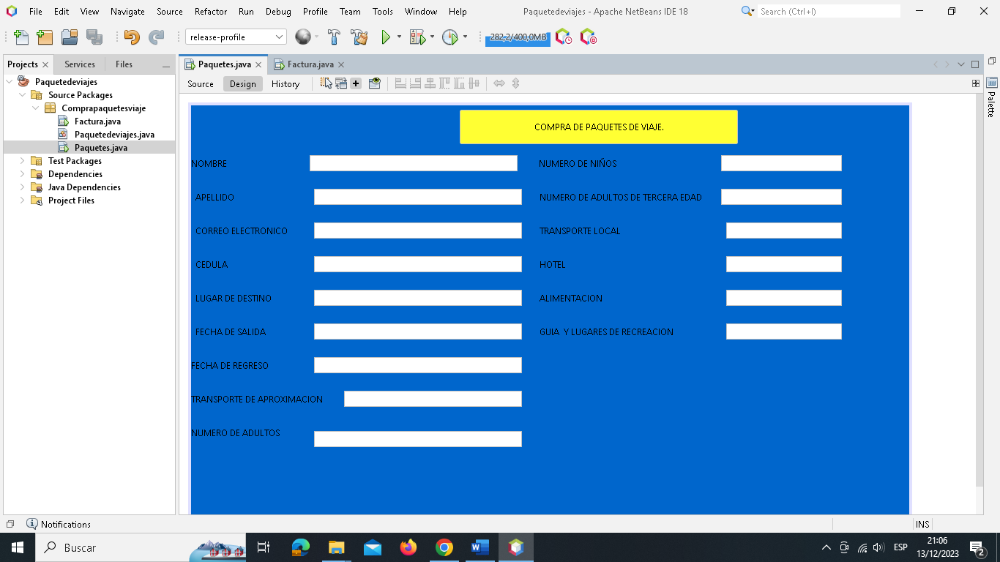 File Edit View Navigate Source Refactor Run Debug Profile Team Tools Window Help Paquetedeviajes - Apache NetBeans IDE 18 Search (Ctrl+I)
release-profile 282,2/400,0MB
Projects Services Files
Paquetes.java Factura.java
Source Design History
Paquetedeviajes
Source Packages
Comprapaquetesviaje
Factura.java
Paquetedeviajes.java
Paquetes.java
Test Packages
Dependencies
Java Dependencies
Project Files
COMPRA DE PAQUETES DE VIAJE.
NOMBRE NUMERO DE NIÑOS
APELLIDO NUMERO DE ADULTOS DE TERCERA EDAD
CORREO ELECTRONICO TRANSPORTE LOCAL
CEDULA HOTEL
LUGAR DE DESTINO ALIMENTACION
FECHA DE SALIDA GUIA Y LUGARES DE RECREACION
FECHA DE REGRESO
TRANSPORTE DE APROXIMACION
NUMERO DE ADULTOS
Palette
Notifications INS
Buscar ESP 21:06
13/12/2023 2